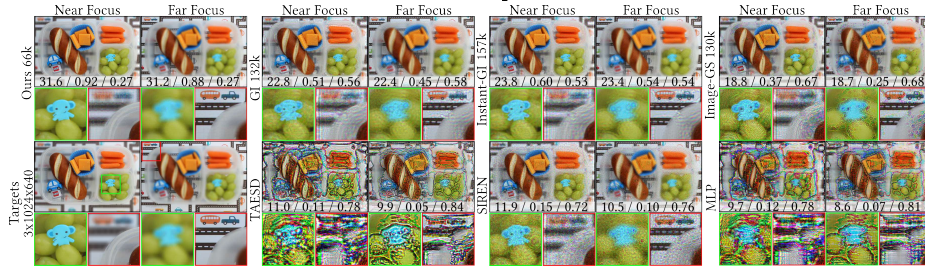 Near Focus Far Focus Near Focus Far Focus Near Focus Far Focus Near Focus Far Focus
Ours 66k
31.6 / 0.92 / 0.27 31.2 / 0.88 / 0.27
GI 132k
22.8 / 0.51 / 0.56 22.4 / 0.45 / 0.58
Instant-GI 157k
23.8 / 0.60 / 0.53 23.4 / 0.54 / 0.54
Image-GS 130k
18.8 / 0.37 / 0.67 18.7 / 0.25 / 0.68
Targets
3x1024x640
TAESD
11.0 / 0.11 / 0.78 9.9 / 0.05 / 0.84
SIREN
11.9 / 0.15 / 0.72 10.5 / 0.10 / 0.76
MLP
9.7 / 0.12 / 0.78 8.6 / 0.07 / 0.81